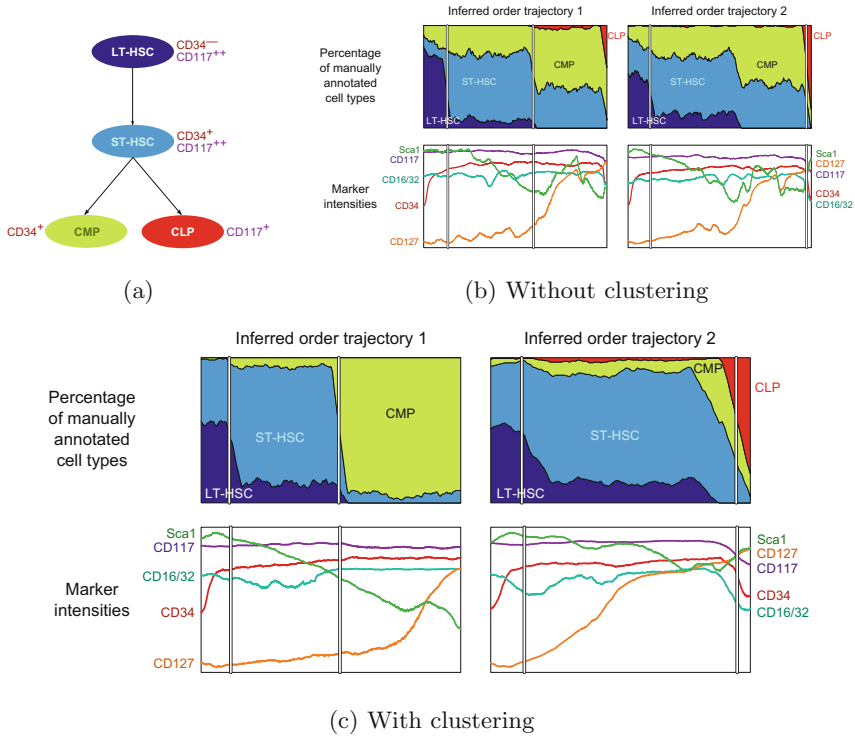 LT-HSC
CD34—
CD117++
ST-HSC
CD34+
CD117++
CD34+
CMP
CLP
CD117+
(a)
Inferred order trajectory 1
Inferred order trajectory 2
Percentage
of manually
annotated
cell types
LT-HSC
ST-HSC
CMP
CLP
LT-HSC
ST-HSC
CMP
CLP
Marker
intensities
Sca1
CD117
CD16/32
CD34
CD127
Sca1
CD127
CD117
CD34
CD16/32
(b) Without clustering
Inferred order trajectory 1
Inferred order trajectory 2
Percentage
of manually
annotated
cell types
LT-HSC
ST-HSC
CMP
LT-HSC
ST-HSC
CMP
CLP
Marker
intensities
Sca1
CD117
CD16/32
CD34
CD127
Sca1
CD127
CD117
CD34
CD16/32
(c) With clustering